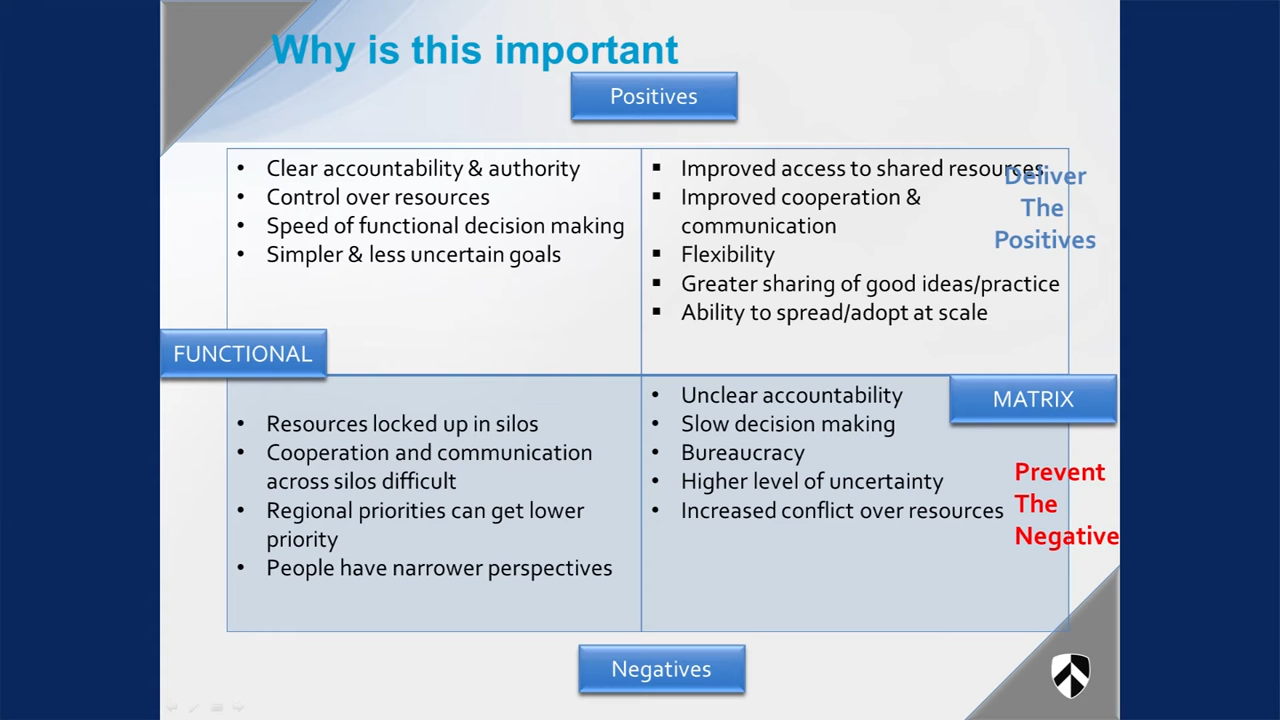 Why is this important
Positives
• Clear accountability & authority
• Control over resources
• Speed of functional decision making
• Simpler & less uncertain goals
▪ Improved access to shared resources
▪ Improved cooperation &
communication
▪ Flexibility
▪ Greater sharing of good ideas/practice
▪ Ability to spread/adopt at scale
Deliver
The
Positives
FUNCTIONAL
MATRIX
• Resources locked up in silos
• Cooperation and communication
across silos difficult
• Regional priorities can get lower
priority
• People have narrower perspectives
• Unclear accountability
• Slow decision making
• Bureaucracy
• Higher level of uncertainty
• Increased conflict over resources
Prevent
The
Negative
Negatives